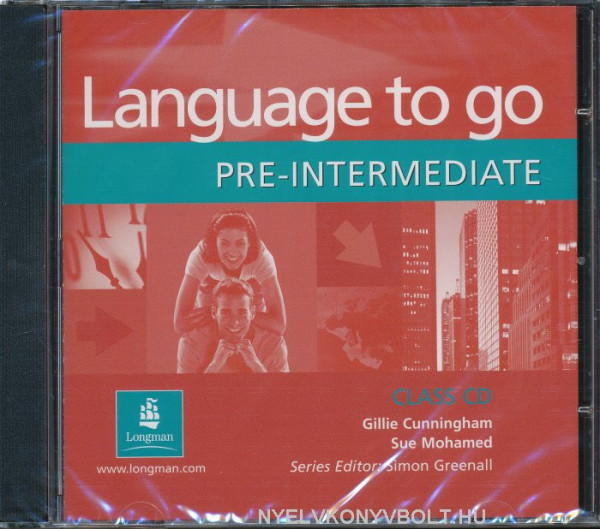 Language to go
PRE-INTERMEDIATE
CLASS CD
Gillie Cunningham
Sue Mohamed
Series Editor: Simon Greenall
Longman
www.longman.com
NYELVKONYVBOLT.HU